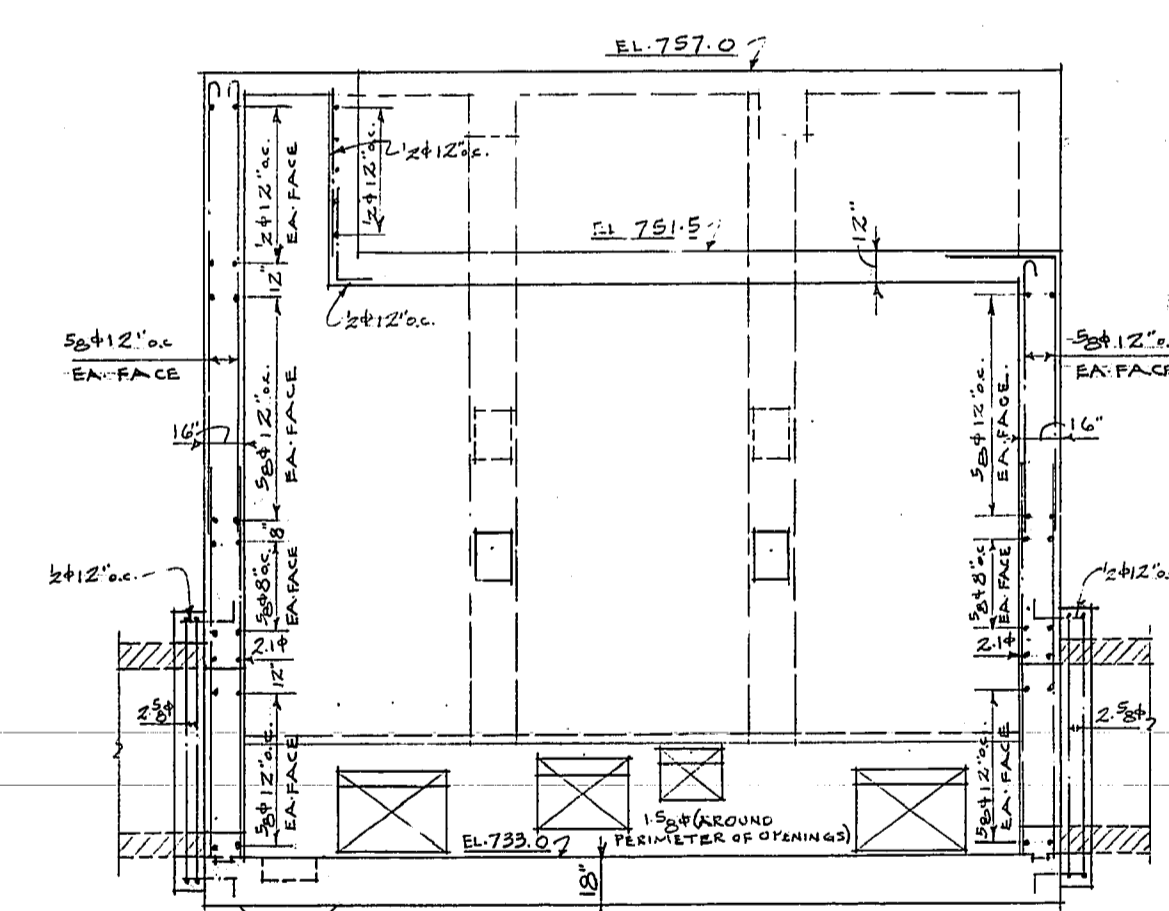 EL. 757.0
½φ12" o.c.
EA. FACE
½φ12" o.c.
½φ12" o.c.
EL 751.5
12"
12"
½φ12" o.c.
⅝φ12" o.c
EA. FACE
⅝φ12" o.c.
EA. FACE
⅝φ12" o.c.
EA. FACE.
⅝φ12" o.
EA. FACE
16"
16"
8"
½φ12" o.c.
⅝φ8" o.c.
EA. FACE
⅝φ8" o.c.
EA. FACE
½φ12" o.
2.1φ
2.1φ
12"
2.⅝φ
2.⅝φ
⅝φ12" o.c.
EA. FACE
⅝φ12" o.c.
EA. FACE
1.⅝φ (AROUND
PERIMETER OF OPENINGS)
EL. 733.0
18"